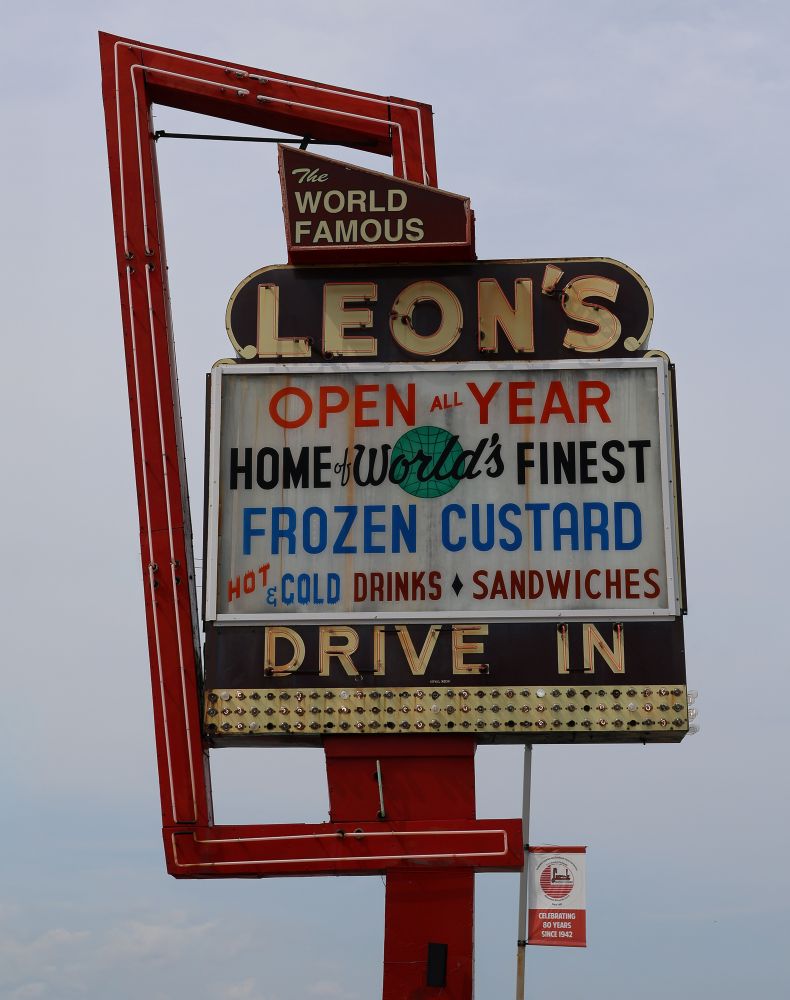 The
WORLD
FAMOUS
LEON'S
OPEN ALL YEAR
HOME of World's FINEST
FROZEN CUSTARD
HOT & COLD DRINKS ♦ SANDWICHES
DRIVE IN
CELEBRATING
80 YEARS
SINCE 1942